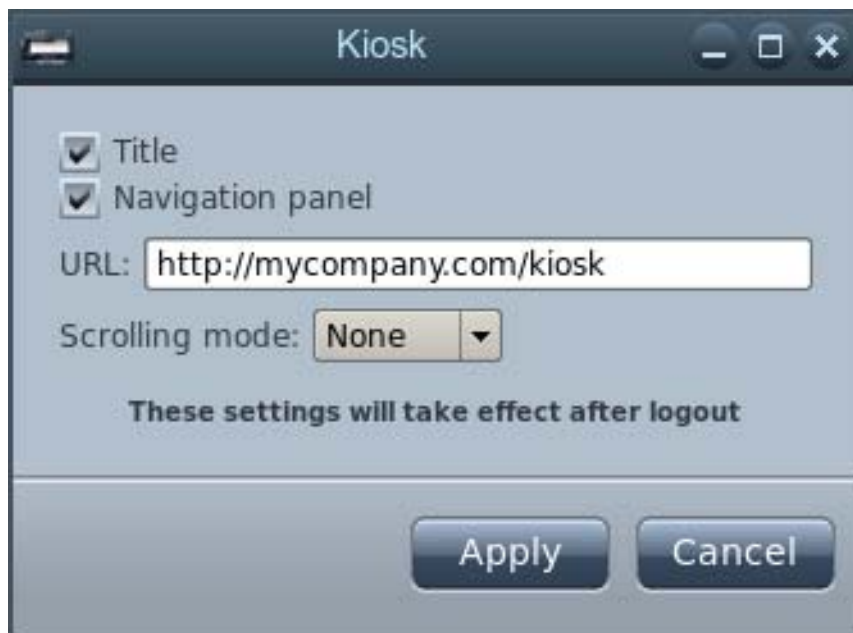 Kiosk
Title
Navigation panel
URL: http://mycompany.com/kiosk
Scrolling mode: None
These settings will take effect after logout
Apply Cancel